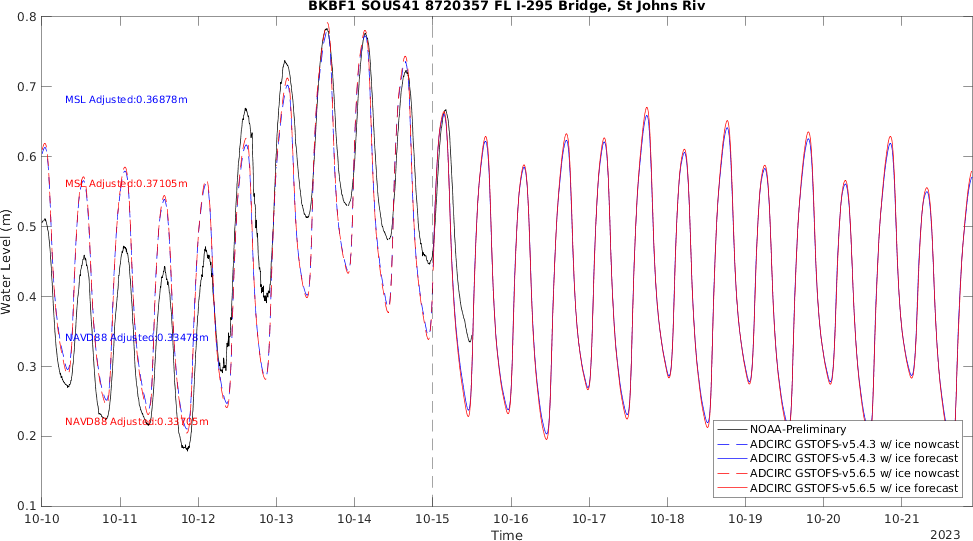 BKBF1 SOUS41 8720357 FL I-295 Bridge, St Johns Riv
0.8
0.7
0.6
0.5
0.4
0.3
0.2
0.1
Water Level (m)
MSL Adjusted:0.36878m
MSL Adjusted:0.37105m
NAVD88 Adjusted:0.33478m
NAVD88 Adjusted:0.33705m
NOAA-Preliminary
ADCIRC GSTOFS-v5.4.3 w/ ice nowcast
ADCIRC GSTOFS-v5.4.3 w/ ice forecast
ADCIRC GSTOFS-v5.6.5 w/ ice nowcast
ADCIRC GSTOFS-v5.6.5 w/ ice forecast
10-10 10-11 10-12 10-13 10-14 10-15 10-16 10-17 10-18 10-19 10-20 10-21
Time
2023